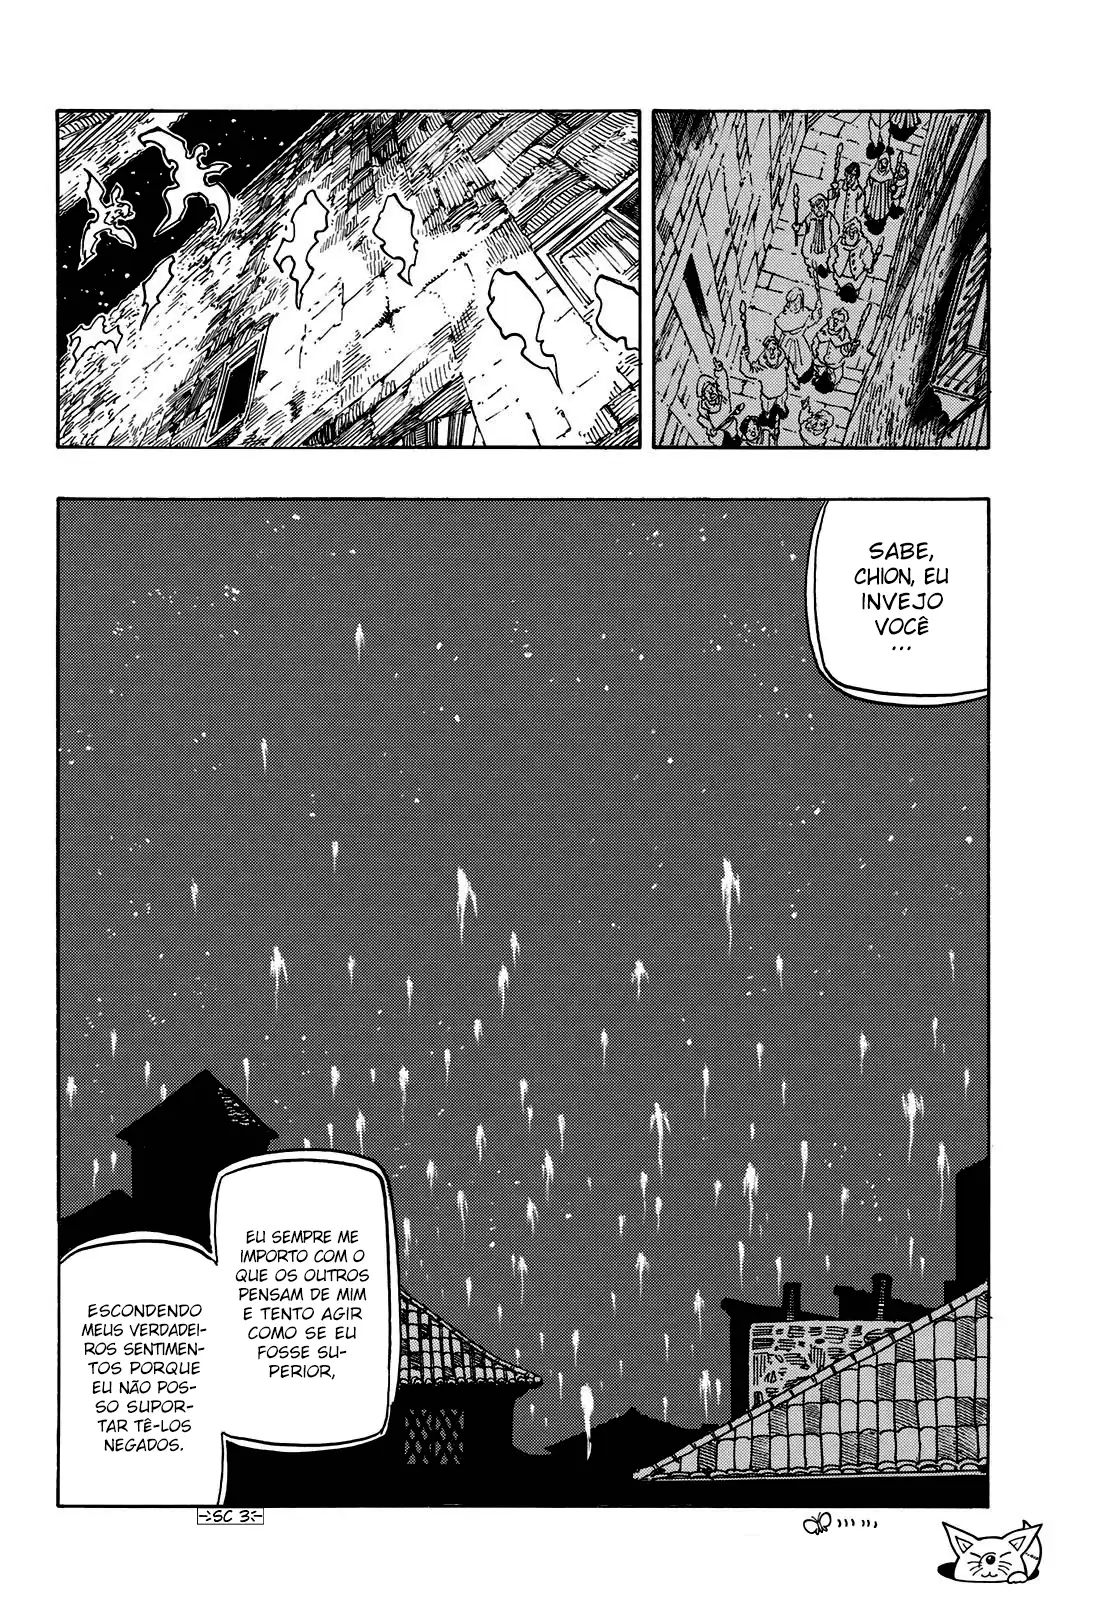 SABE,
CHION, EU
INVEJO
VOCÊ
...
EU SEMPRE ME
IMPORTO COM O
QUE OS OUTROS
PENSAM DE MIM
E TENTO AGIR
COMO SE EU
FOSSE SU-
PERIOR,
ESCONDENDO
MEUS VERDADEI-
ROS SENTIMEN-
TOS PORQUE
EU NÃO POS-
SO SUPOR-
TAR TÊ-LOS
NEGADOS.
SC 3